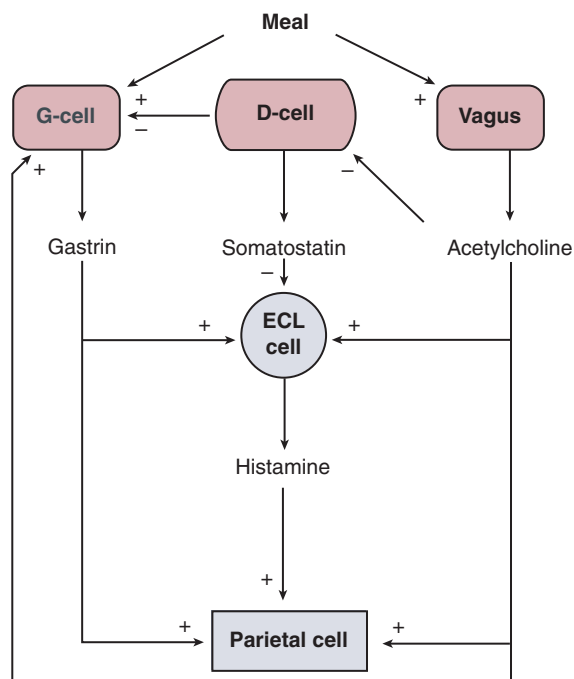 Meal
G-cell
+
−
D-cell
+
Vagus
+
−
Gastrin
Somatostatin
Acetylcholine
−
+
ECL
cell
+
Histamine
+
+
Parietal cell
+